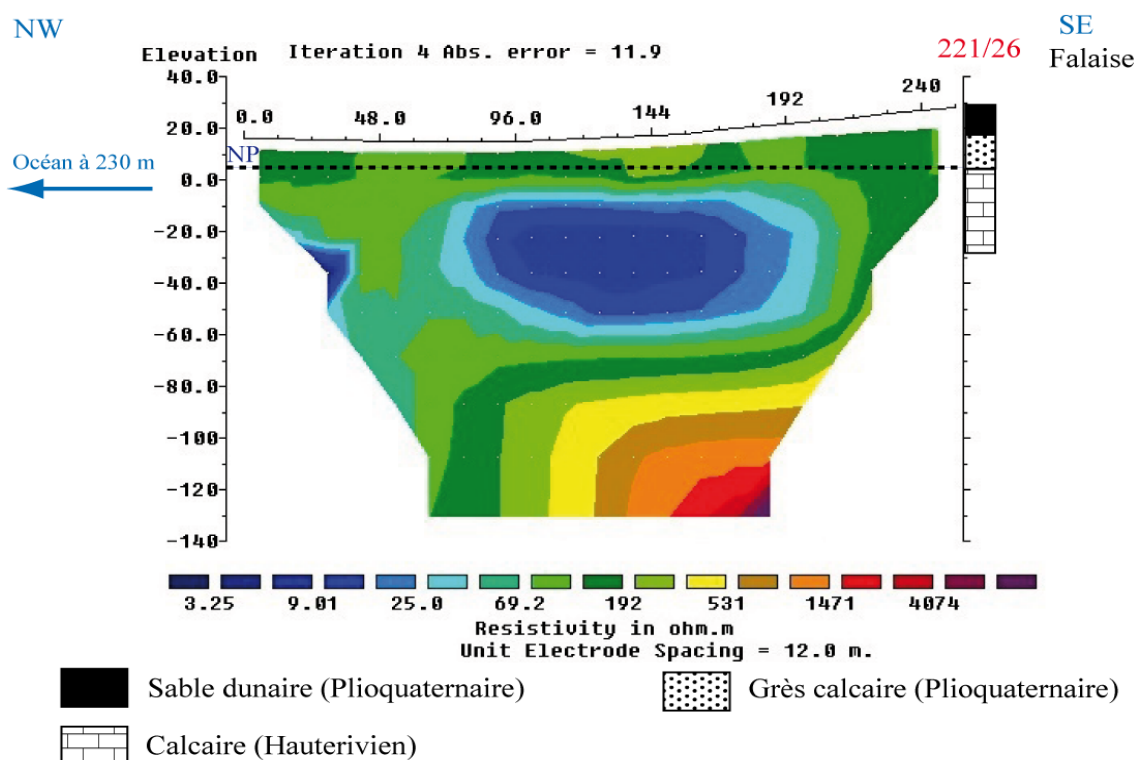 NW
SE
Elevation Iteration 4 Abs. error = 11.9
221/26
Falaise
40.0
0.0 48.0 96.0 144 192 240
20.0
NP
Océan à 230 m
0.0
-20.0
-40.0
-60.0
-80.0
-100
-120
-140
3.25 9.01 25.0 69.2 192 531 1471 4074
Resistivity in ohm.m
Unit Electrode Spacing = 12.0 m.
Sable dunaire (Plioquaternaire)
Grès calcaire (Plioquaternaire)
Calcaire (Hauterivien)